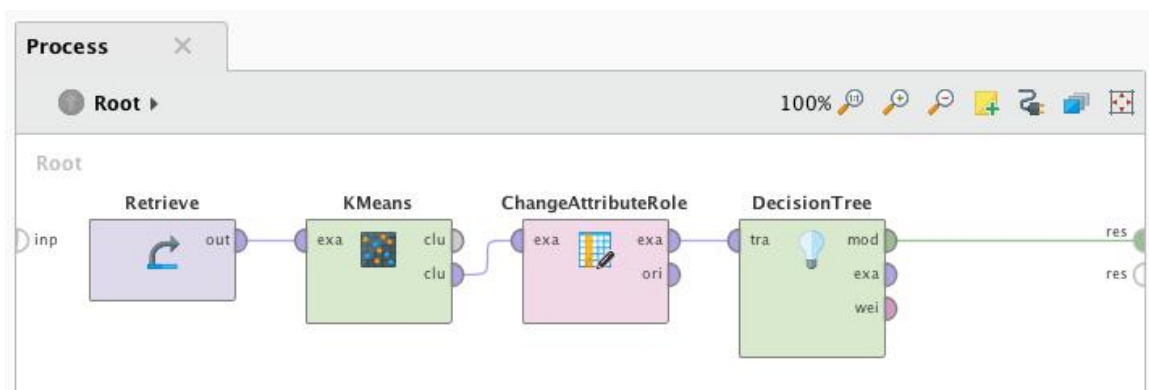 Process
Root
100%
Root
Retrieve KMeans ChangeAttributeRole DecisionTree
inp out exa clu exa exa tra mod res
clu ori exa res
wei